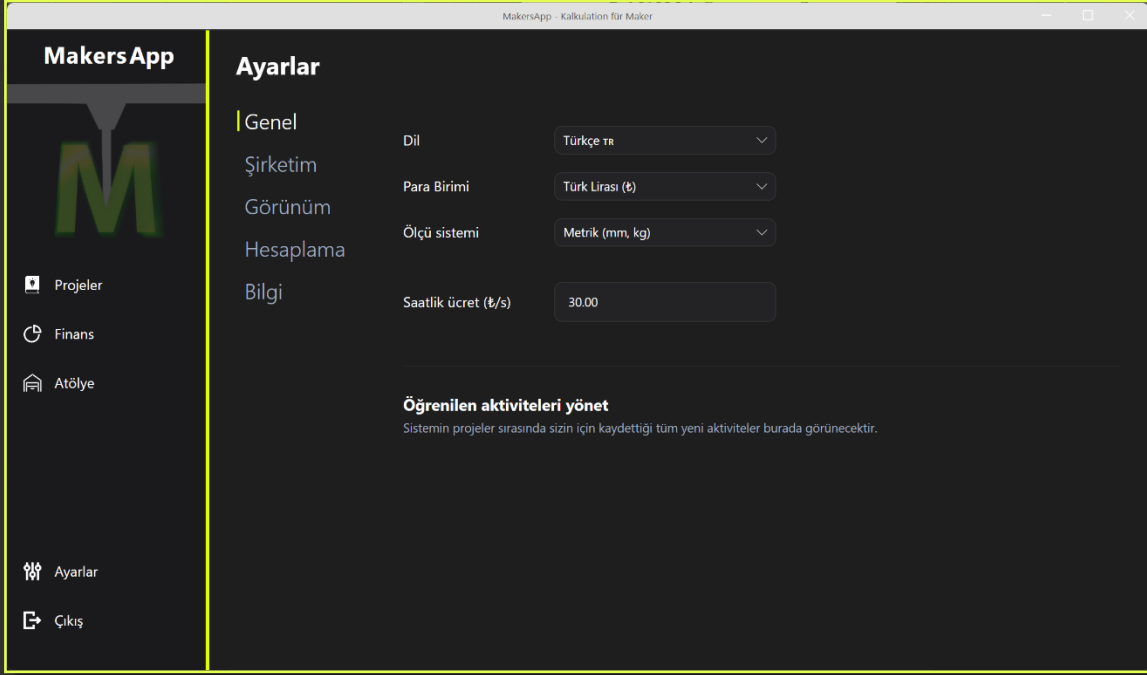 MakersApp - Kalkulation für Maker
MakersApp
M
Projeler
Finans
Atölye
Ayarlar
Çıkış
Ayarlar
Genel
Şirketim
Görünüm
Hesaplama
Bilgi
Dil
Türkçe TR
Para Birimi
Türk Lirası (₺)
Ölçü sistemi
Metrik (mm, kg)
Saatlik ücret (₺/s)
30.00
Öğrenilen aktiviteleri yönet
Sistemin projeler sırasında sizin için kaydettiği tüm yeni aktiviteler burada görünecektir.